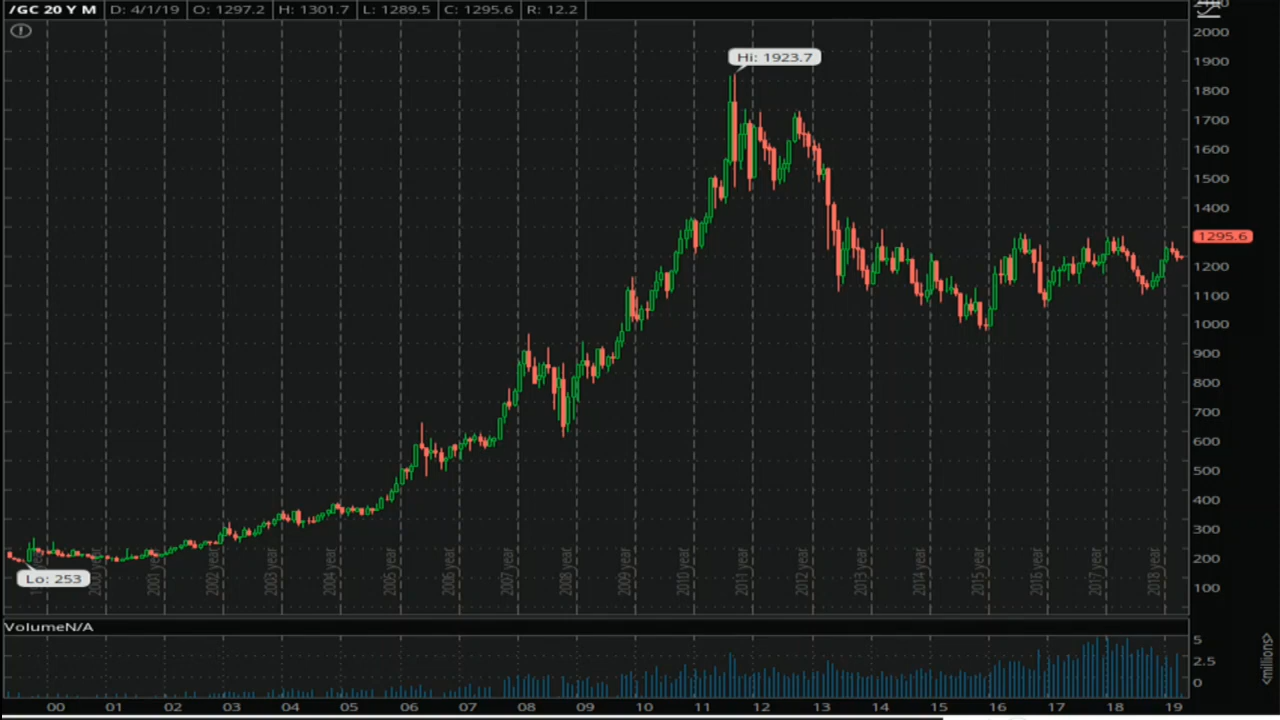 /GC 20 Y M D: 4/1/19 O: 1297.2 H: 1301.7 L: 1289.5 C: 1295.6 R: 12.2
Hi: 1923.7
2000
1900
1800
1700
1600
1500
1400
1295.6
1200
1100
1000
900
800
700
600
500
400
300
200
100
Lo: 253
2001 year
2002 year
2003 year
2004 year
2005 year
2006 year
2007 year
2008 year
2009 year
2010 year
2011 year
2012 year
2013 year
2014 year
2015 year
2016 year
2017 year
2018 year
VolumeN/A
5
2.5
0
<millions>
00 01 02 03 04 05 06 07 08 09 10 11 12 13 14 15 16 17 18 19